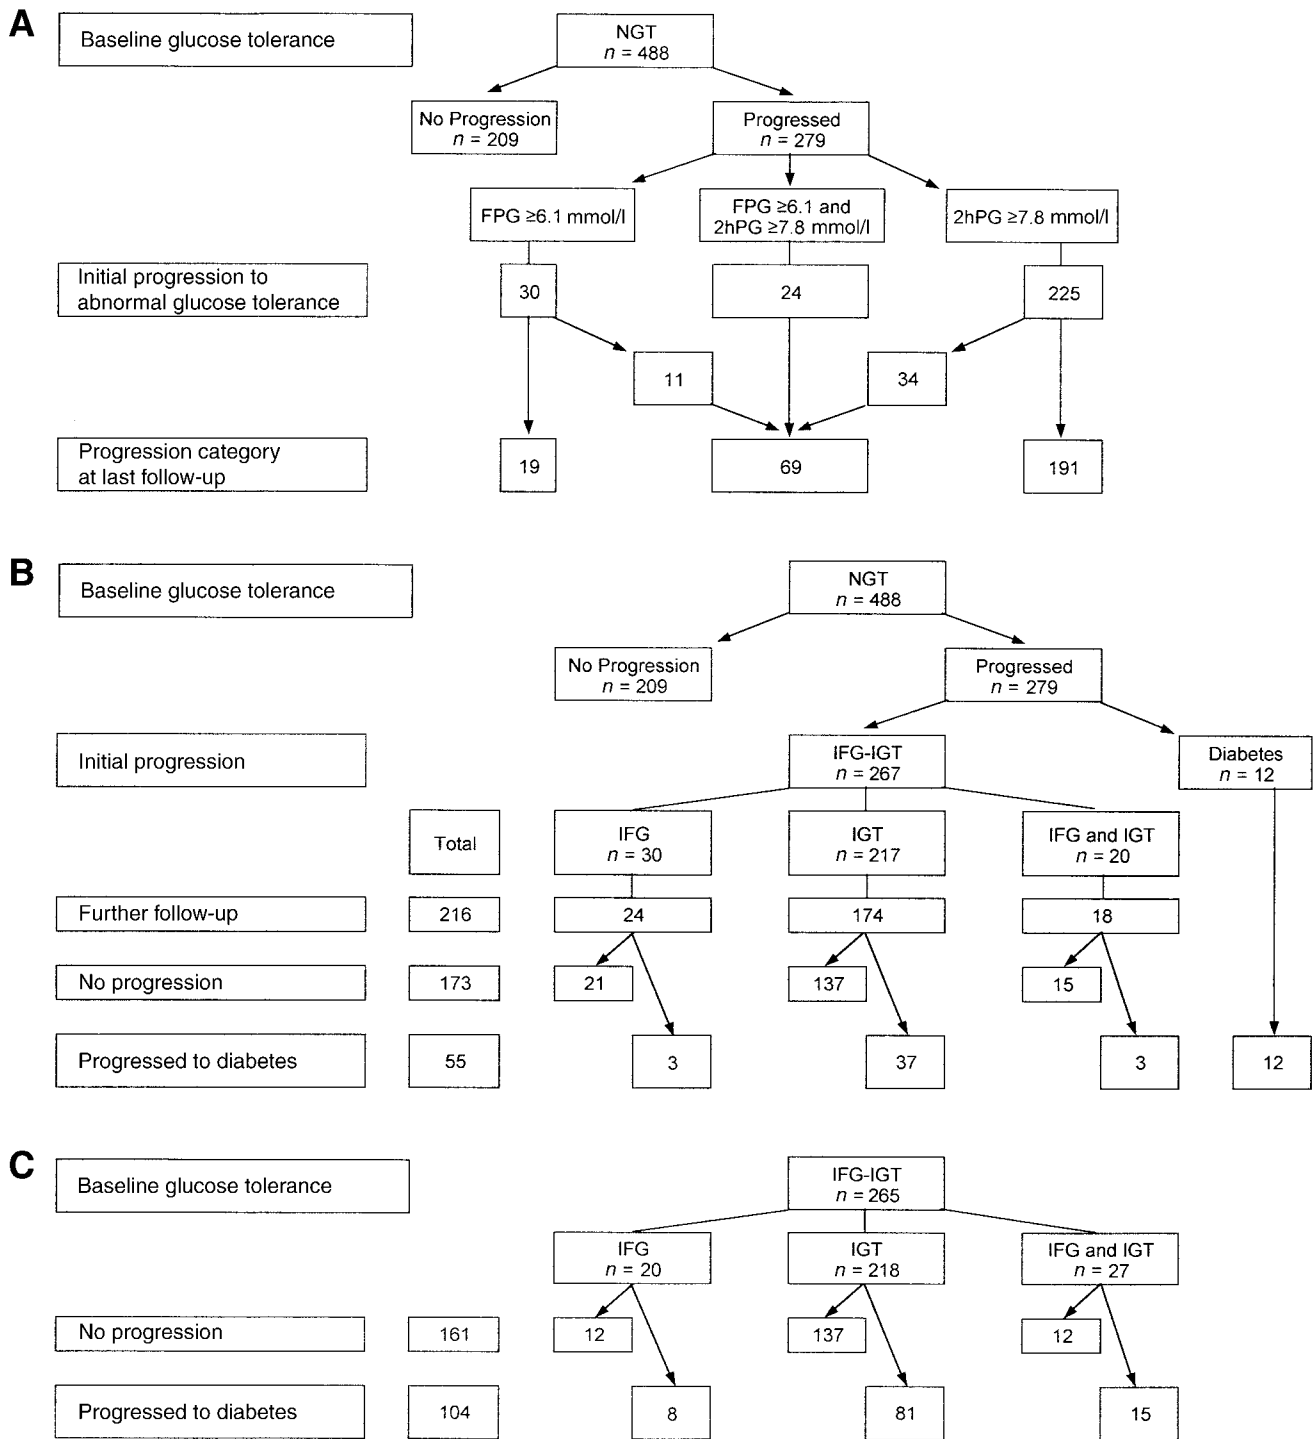 A
Baseline glucose tolerance
NGT
n = 488
No Progression
n = 209
Progressed
n = 279
FPG ≥6.1 mmol/l
FPG ≥6.1 and
2hPG ≥7.8 mmol/l
2hPG ≥7.8 mmol/l
Initial progression to
abnormal glucose tolerance
30
24
225
11
34
Progression category
at last follow-up
19
69
191
B
Baseline glucose tolerance
NGT
n = 488
No Progression
n = 209
Progressed
n = 279
Initial progression
IFG-IGT
n = 267
Diabetes
n = 12
Total
IFG
n = 30
IGT
n = 217
IFG and IGT
n = 20
Further follow-up
216
24
174
18
No progression
173
21
137
15
Progressed to diabetes
55
3
37
3
12
C
Baseline glucose tolerance
IFG-IGT
n = 265
IFG
n = 20
IGT
n = 218
IFG and IGT
n = 27
No progression
161
12
137
12
Progressed to diabetes
104
8
81
15